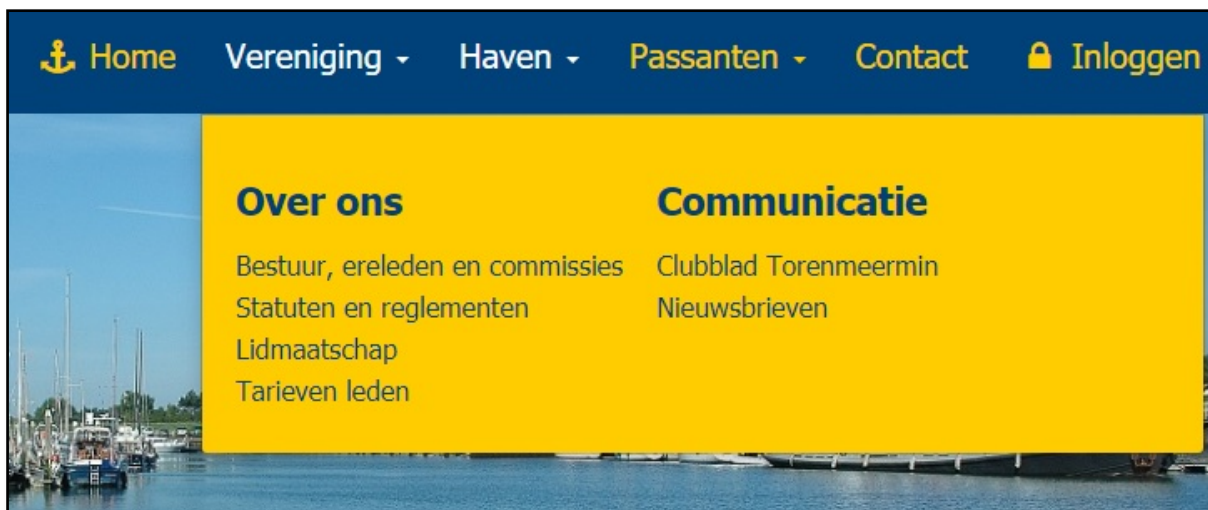 Home Vereniging Haven Passanten Contact Inloggen
Over ons
Bestuur, ereleden en commissies
Statuten en reglementen
Lidmaatschap
Tarieven leden
Communicatie
Clubblad Torenmeermin
Nieuwsbrieven